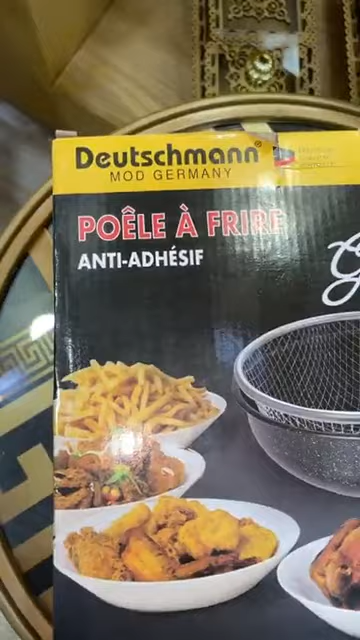 Deutschmann®
MOD GERMANY
POÊLE À FRIRE
ANTI-ADHÉSIF
G